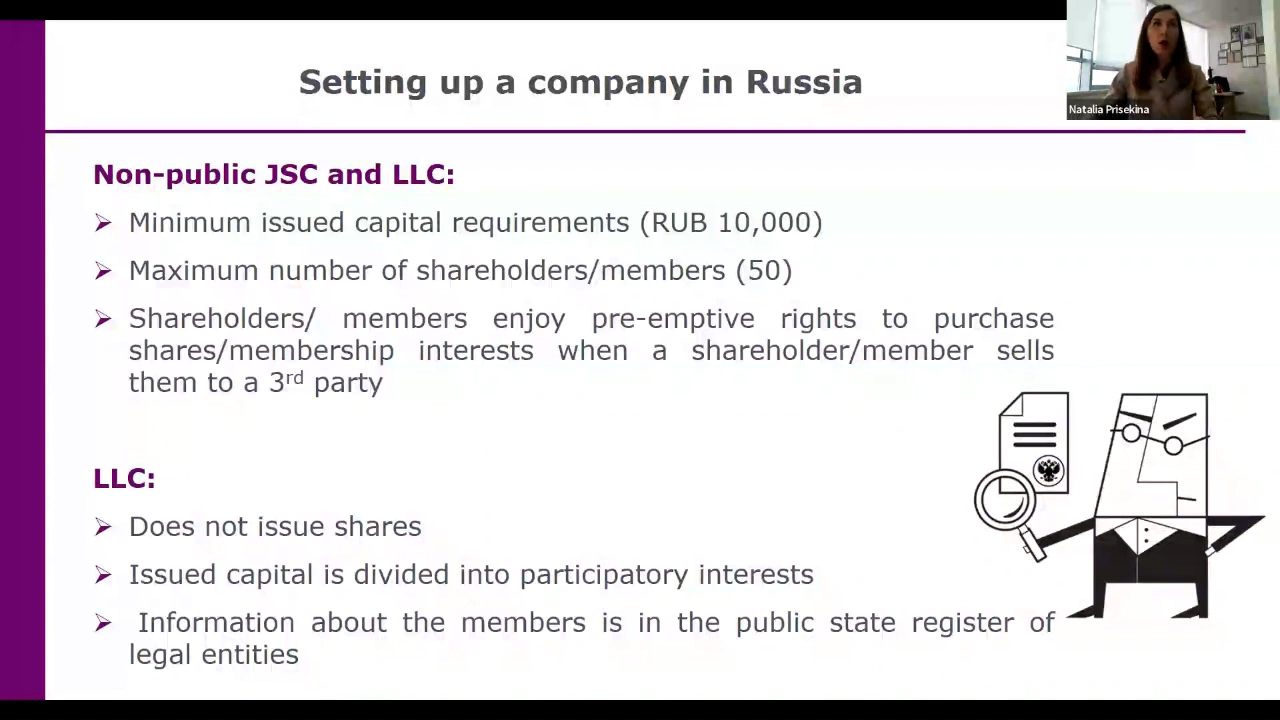 Setting up a company in Russia
Natalia Prisekina
Non-public JSC and LLC:
➢ Minimum issued capital requirements (RUB 10,000)
➢ Maximum number of shareholders/members (50)
➢ Shareholders/ members enjoy pre-emptive rights to purchase
shares/membership interests when a shareholder/member sells
them to a 3rd party
LLC:
➢ Does not issue shares
➢ Issued capital is divided into participatory interests
➢ Information about the members is in the public state register of
legal entities